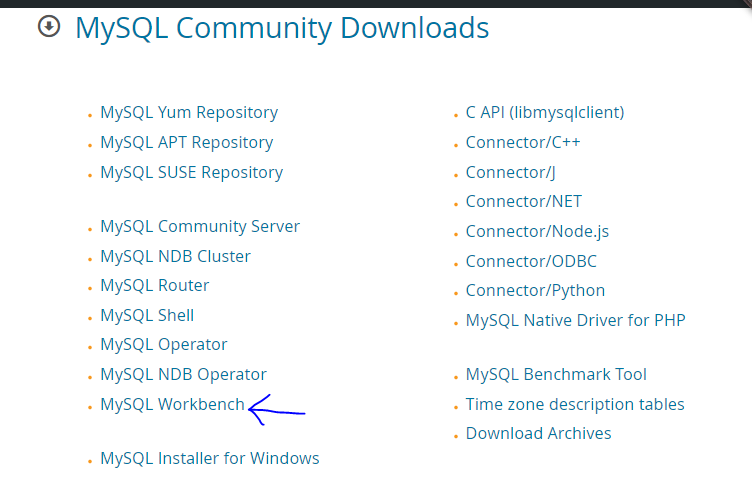 MySQL Community Downloads
MySQL Yum Repository
MySQL APT Repository
MySQL SUSE Repository
MySQL Community Server
MySQL NDB Cluster
MySQL Router
MySQL Shell
MySQL Operator
MySQL NDB Operator
MySQL Workbench
MySQL Installer for Windows
C API (libmysqlclient)
Connector/C++
Connector/J
Connector/NET
Connector/Node.js
Connector/ODBC
Connector/Python
MySQL Native Driver for PHP
MySQL Benchmark Tool
Time zone description tables
Download Archives